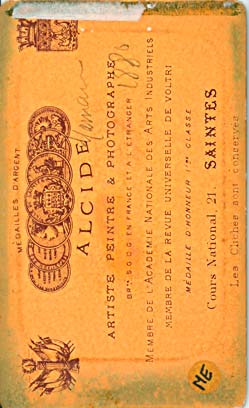 MÉDAILLES D'ARGENT
ALCIDE
1886
ARTISTE PEINTRE & PHOTOGRAPHE
EN FRANCE ET A L'ÉTRANGER
MEMBRE DE L'ACADÉMIE NATIONALE DES ARTS INDUSTRIELS
MEMBRE DE LA REVUE UNIVERSELLE DE VOLTRI
MÉDAILLE D'HONNEUR 1re CLASSE
Cours National, 21, SAINTES
Les Clichés sont conservés
NE